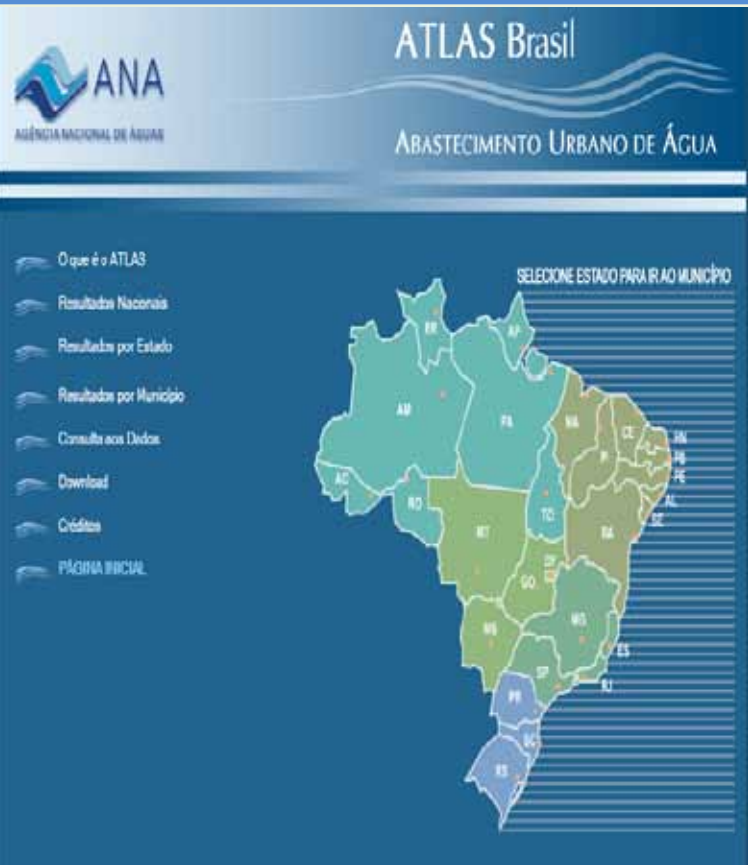 ANA
AGÊNCIA NACIONAL DE ÁGUAS
ATLAS Brasil
ABASTECIMENTO URBANO DE ÁGUA
O que é o ATLAS
Resultados Nacionais
Resultados por Estado
Resultados por Município
Consulta aos Dados
Download
Créditos
PÁGINA INICIAL
SELECIONE ESTADO PARA IR AO MUNICÍPIO
RR
AP
AM
PA
MA
CE
RN
PB
PI
PE
AC
AL
RO
TO
SE
MT
BA
DF
GO
MG
MS
ES
SP
RJ
PR
SC
RS